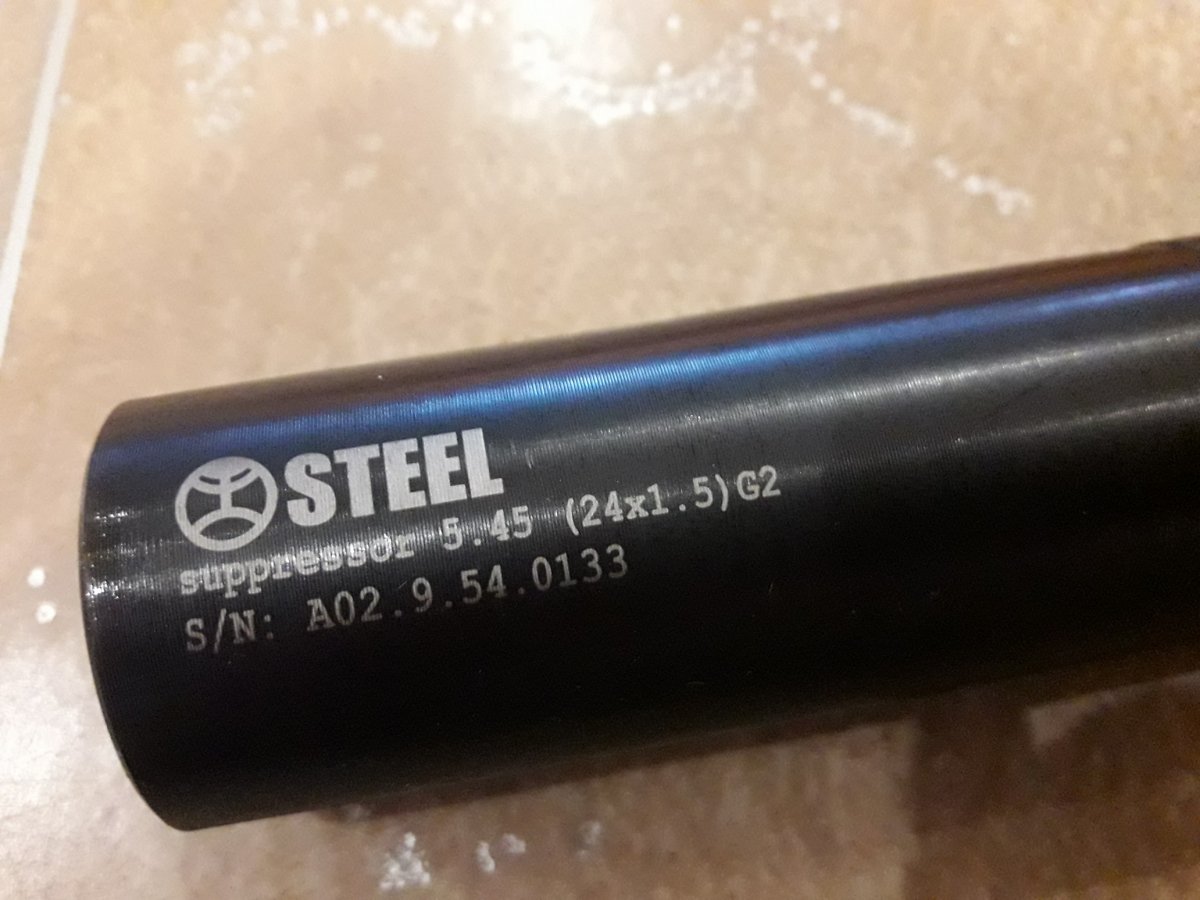 STEEL
suppressor 5.45 (24x1.5)G2
S/N: A02.9.54.0133